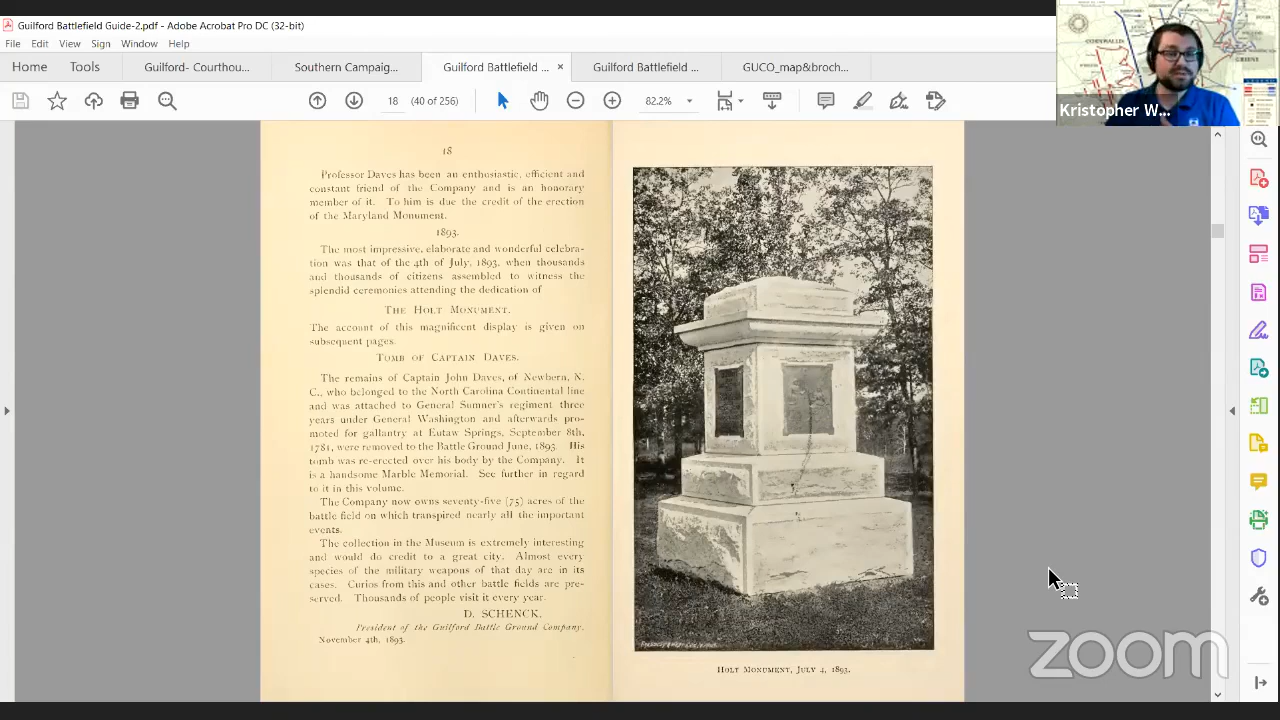 Guilford Battlefield Guide-2.pdf - Adobe Acrobat Pro DC (32-bit)
File Edit View Sign Window Help
Home Tools Guilford- Courthou... Southern Campaign... Guilford Battlefiel... × Guilford Battlefield ... GUCO_map&broch...
(40 of 256) 82.2%
Kristopher W...
18
Professor Daves has been an enthusiastic, efficient and
constant friend of the Company and is an honorary
member of it. To him is due the credit of the erection
of the Maryland Monument.
1893.
The most impressive, elaborate and wonderful celebra-
tion was that of the 4th of July, 1893, when thousands
and thousands of citizens assembled to witness the
splendid ceremonies attending the dedication of
THE HOLT MONUMENT.
The account of this magnificent display is given on
subsequent pages.
TOMB OF CAPTAIN DAVES.
The remains of Captain John Daves, of Newbern, N.
C., who belonged to the North Carolina Continental line
and was attached to General Sumner's regiment three
years under General Washington and afterwards pro-
moted for gallantry at Eutaw Springs, September 8th,
1781, were removed to the Battle Ground June, 1893. His
tomb was re-erected over his body by the Company. It
is a handsome Marble Memorial. See further in regard
to it in this volume.
The Company now owns seventy-five (75) acres of the
battle field on which transpired nearly all the important
events.
The collection in the Museum is extremely interesting
and would do credit to a great city. Almost every
species of the military weapons of that day are in its
cases. Curios from this and other battle fields are pre-
served. Thousands of people visit it every year.
D. SCHENCK.
President of the Guilford Battle Ground Company.
November 4th, 1893.
HOLT MONUMENT, JULY 4, 1893.
zoom